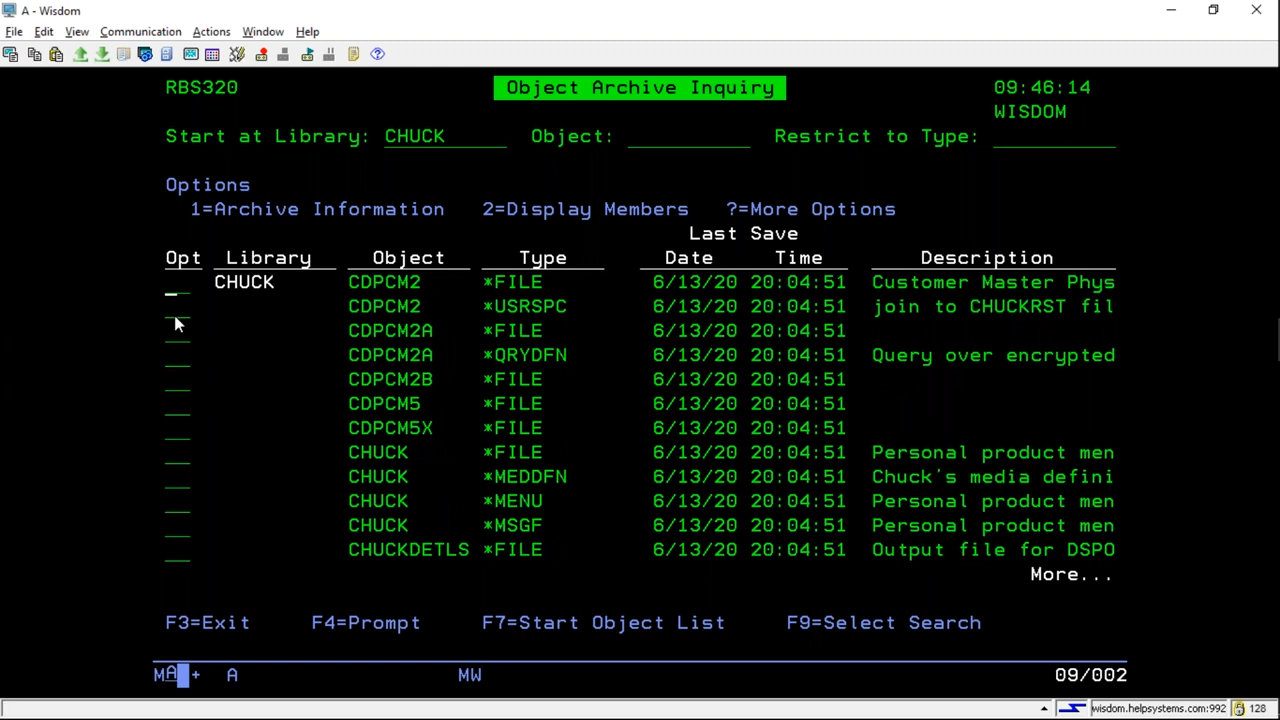 A - Wisdom
File Edit View Communication Actions Window Help
RBS320 Object Archive Inquiry 09:46:14
WISDOM
Start at Library: CHUCK Object: Restrict to Type:
Options
1=Archive Information 2=Display Members ?=More Options
Last Save
Opt Library Object Type Date Time Description
CHUCK CDPCM2 *FILE 6/13/20 20:04:51 Customer Master Phys
CDPCM2 *USRSPC 6/13/20 20:04:51 join to CHUCKRST fil
CDPCM2A *FILE 6/13/20 20:04:51
CDPCM2A *QRYDFN 6/13/20 20:04:51 Query over encrypted
CDPCM2B *FILE 6/13/20 20:04:51
CDPCM5 *FILE 6/13/20 20:04:51
CDPCM5X *FILE 6/13/20 20:04:51
CHUCK *FILE 6/13/20 20:04:51 Personal product men
CHUCK *MEDDFN 6/13/20 20:04:51 Chuck's media defini
CHUCK *MENU 6/13/20 20:04:51 Personal product men
CHUCK *MSGF 6/13/20 20:04:51 Personal product men
CHUCKDETLS *FILE 6/13/20 20:04:51 Output file for DSPO
More...
F3=Exit F4=Prompt F7=Start Object List F9=Select Search
MA + A MW 09/002
wisdom.helpsystems.com:992 128